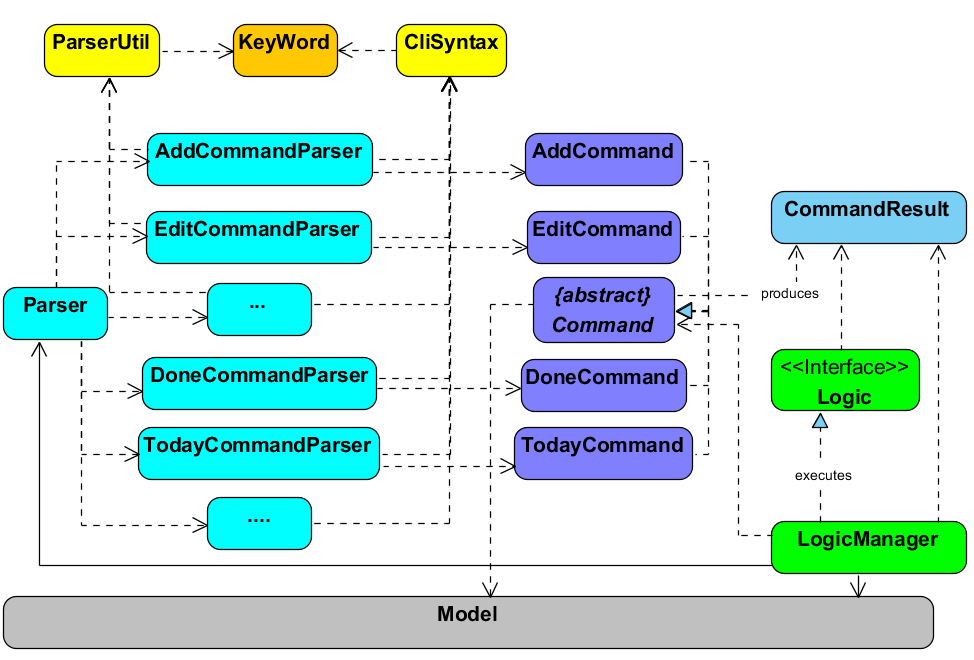 ParserUtil
KeyWord
CliSyntax
AddCommandParser
AddCommand
CommandResult
EditCommandParser
EditCommand
Parser
...
{abstract}
Command
produces
DoneCommandParser
DoneCommand
<<Interface>>
Logic
TodayCommandParser
TodayCommand
executes
....
LogicManager
Model